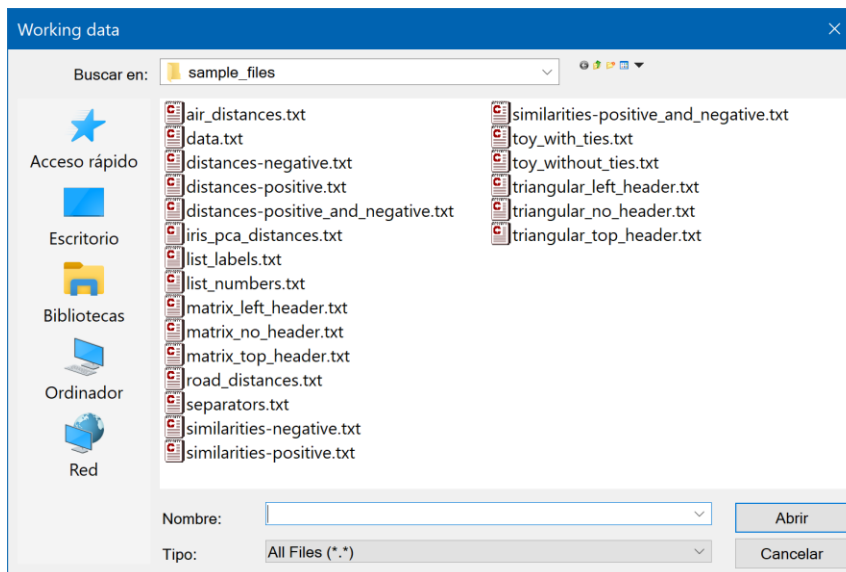 Working data
Buscar en:
sample_files
Acceso rápido
Escritorio
Bibliotecas
Ordinador
Red
air_distances.txt
data.txt
distances-negative.txt
distances-positive.txt
distances-positive_and_negative.txt
iris_pca_distances.txt
list_labels.txt
list_numbers.txt
matrix_left_header.txt
matrix_no_header.txt
matrix_top_header.txt
road_distances.txt
separators.txt
similarities-negative.txt
similarities-positive.txt
similarities-positive_and_negative.txt
toy_with_ties.txt
toy_without_ties.txt
triangular_left_header.txt
triangular_no_header.txt
triangular_top_header.txt
Nombre:
Abrir
Tipo:
All Files (*.*)
Cancelar